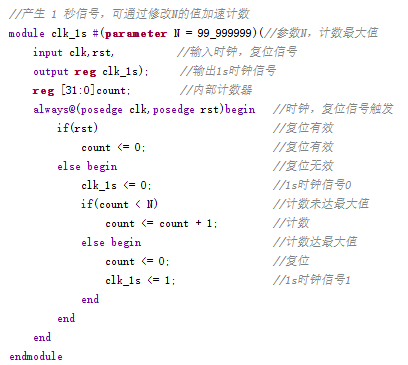 //产生 1 秒信号，可通过修改N的值加速计数
module clk_1s #(parameter N = 99_999999)(//参数N，计数最大值
input clk,rst,          //输入时钟，复位信号
output reg clk_1s);     //输出1s时钟信号
reg [31:0]count;        //内部计数器
always@(posedge clk,posedge rst)begin   //时钟，复位信号触发
if(rst)                             //复位有效
count <= 0;                     //复位有效
else begin                          //复位无效
clk_1s <= 0;                    //1s时钟信号0
if(count < N)                   //计数未达最大值
count <= count + 1;         //计数
else begin                      //计数达最大值
count <= 0;                 //复位
clk_1s <= 1;                //1s时钟信号1
end
end
end
endmodule